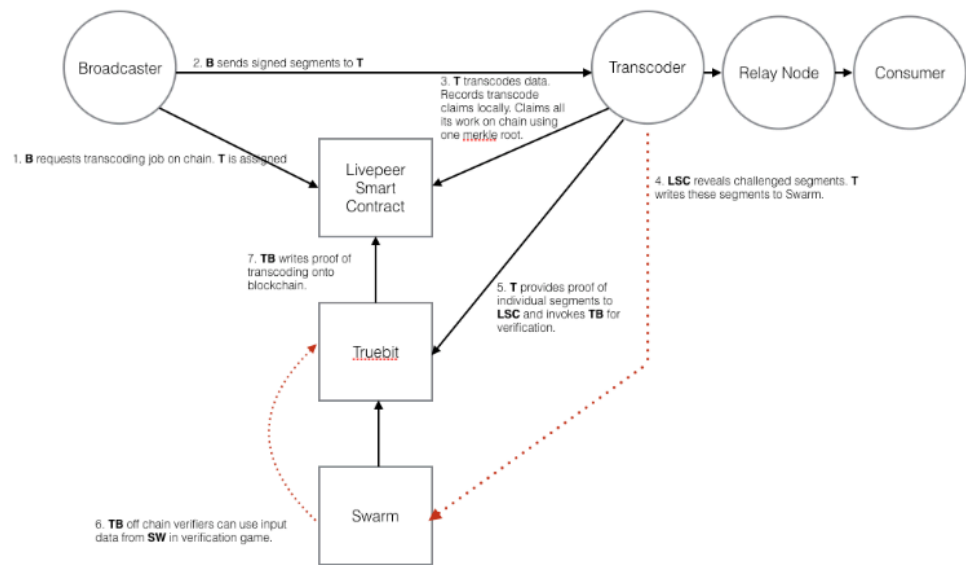 Broadcaster
2. B sends signed segments to T
Transcoder
Relay Node
Consumer
3. T transcodes data.
Records transcode
claims locally. Claims all
its work on chain using
one merkle root.
1. B requests transcoding job on chain. T is assigned
Livepeer
Smart
Contract
4. LSC reveals challenged segments. T
writes these segments to Swarm.
7. TB writes proof of
transcoding onto
blockchain.
5. T provides proof of
individual segments to
LSC and invokes TB for
verification.
Truebit
Swarm
6. TB off chain verifiers can use input
data from SW in verification game.